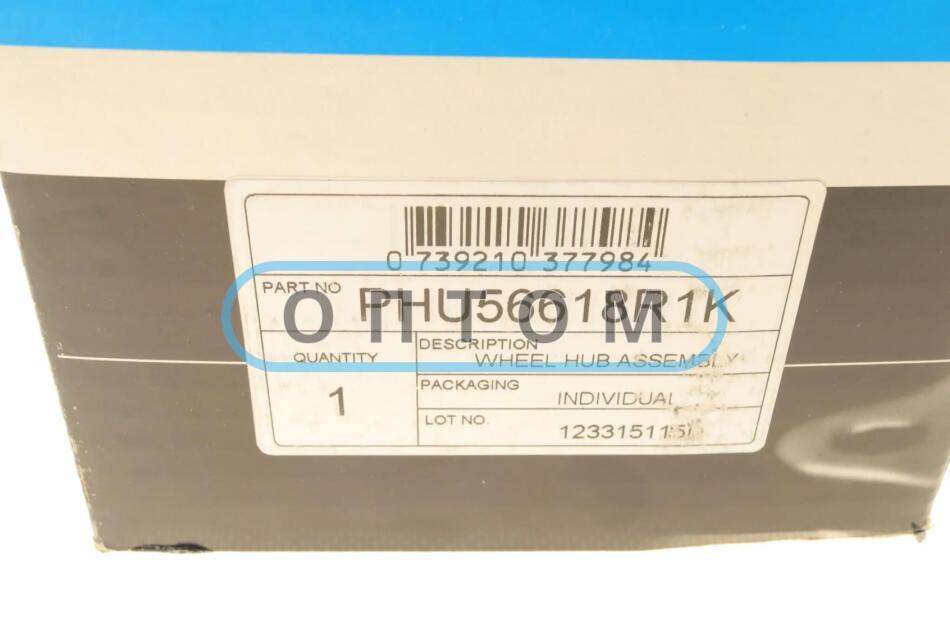 0 739210 377984
PART NO PHU56618R1K
QUANTITY
1
DESCRIPTION
WHEEL HUB ASSEMBLY
PACKAGING
INDIVIDUAL
LOT NO.
ОПТОМ